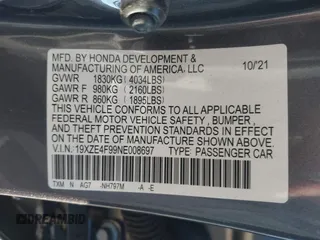 MFD. BY HONDA DEVELOPMENT &
MANUFACTURING OF AMERICA, LLC 10/'21
GVWR 1830KG (4034LBS)
GAWR F 980KG (2160LBS)
GAWR R 860KG (1895LBS)
THIS VEHICLE CONFORMS TO ALL APPLICABLE
FEDERAL MOTOR VEHICLE SAFETY , BUMPER ,
AND THEFT PREVENTION STANDARDS IN EFFECT
ON THE DATE OF MANUFACTURE SHOWN ABOVE.
V.I.N. 19XZE4F99NE008697 TYPE: PASSENGER CAR
TXM N AG7 -NH797M -A -E
© BidInfo